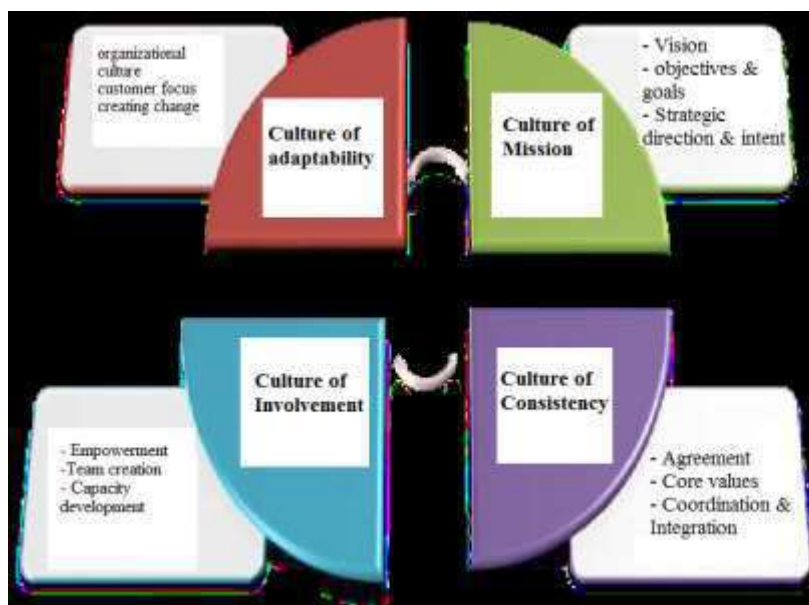 organizational
culture
customer focus
creating change
Culture of
adaptability
Culture of
Mission
- Vision
- objectives &
goals
- Strategic
direction & intent
Culture of
Involvement
- Empowerment
-Team creation
- Capacity
development
Culture of
Consistency
- Agreement
- Core values
- Coordination &
Integration